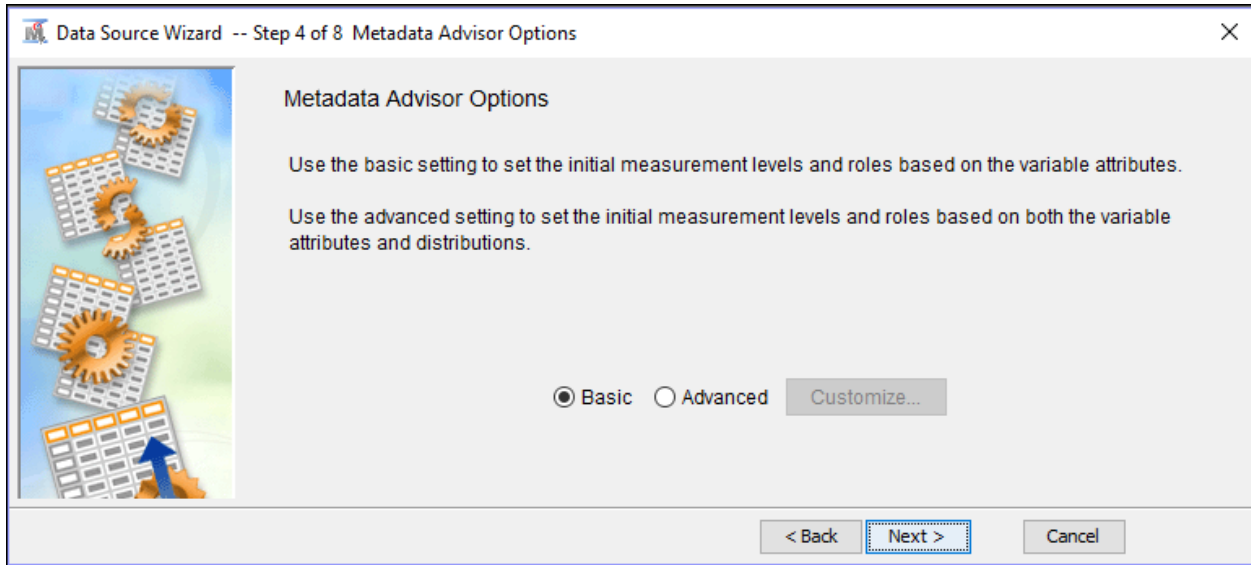 Data Source Wizard -- Step 4 of 8 Metadata Advisor Options
Metadata Advisor Options
Use the basic setting to set the initial measurement levels and roles based on the variable attributes.
Use the advanced setting to set the initial measurement levels and roles based on both the variable
attributes and distributions.
Basic Advanced Customize...
< Back Next > Cancel